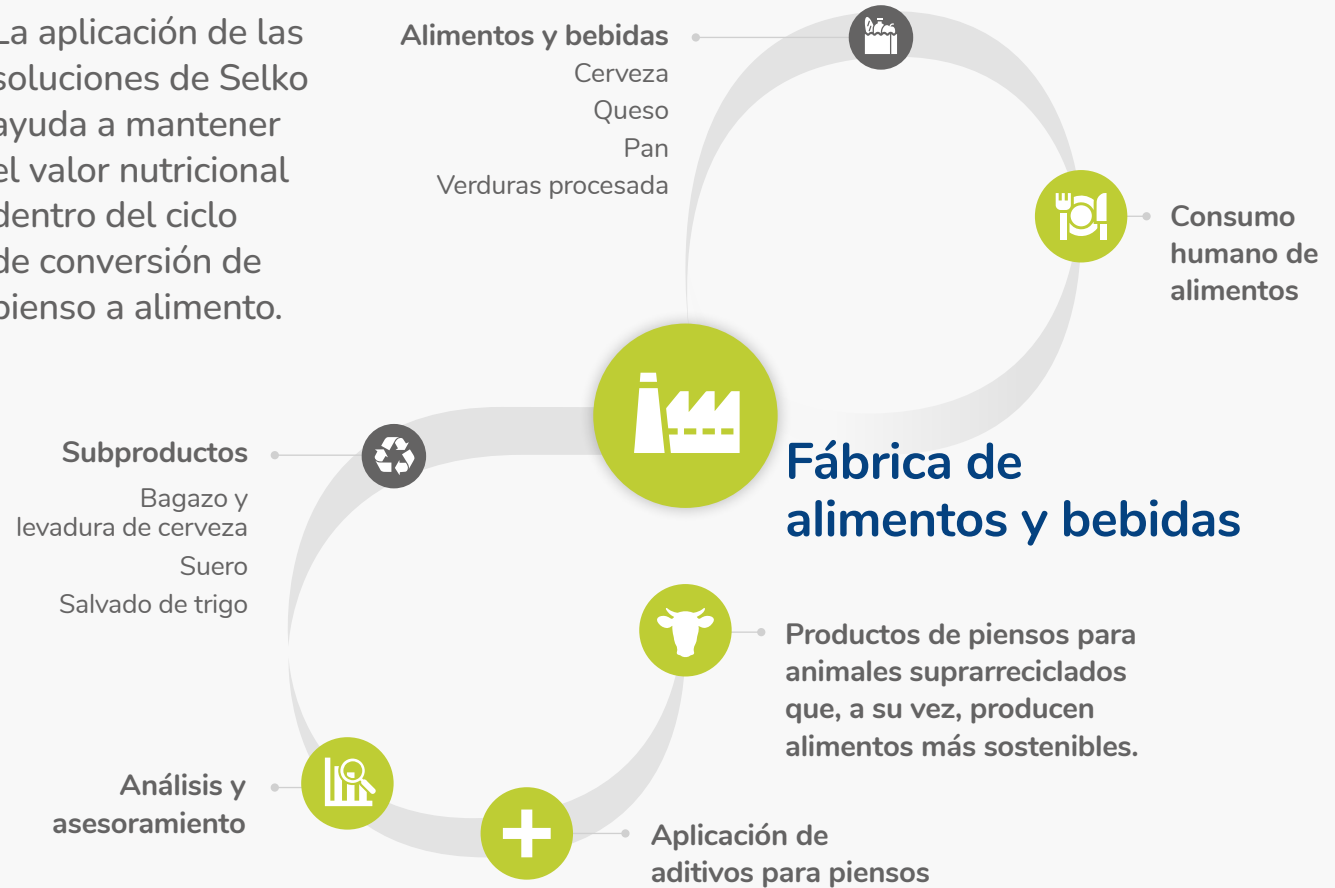 La aplicación de las
soluciones de Selko
ayuda a mantener
el valor nutricional
dentro del ciclo
de conversión de
pienso a alimento.
Alimentos y bebidas
Cerveza
Queso
Pan
Verduras procesada
Consumo
humano de
alimentos
Fábrica de
alimentos y bebidas
Subproductos
Bagazo y
levadura de cerveza
Suero
Salvado de trigo
Productos de piensos para
animales suprarreciclados
que, a su vez, producen
alimentos más sostenibles.
Análisis y
asesoramiento
Aplicación de
aditivos para piensos